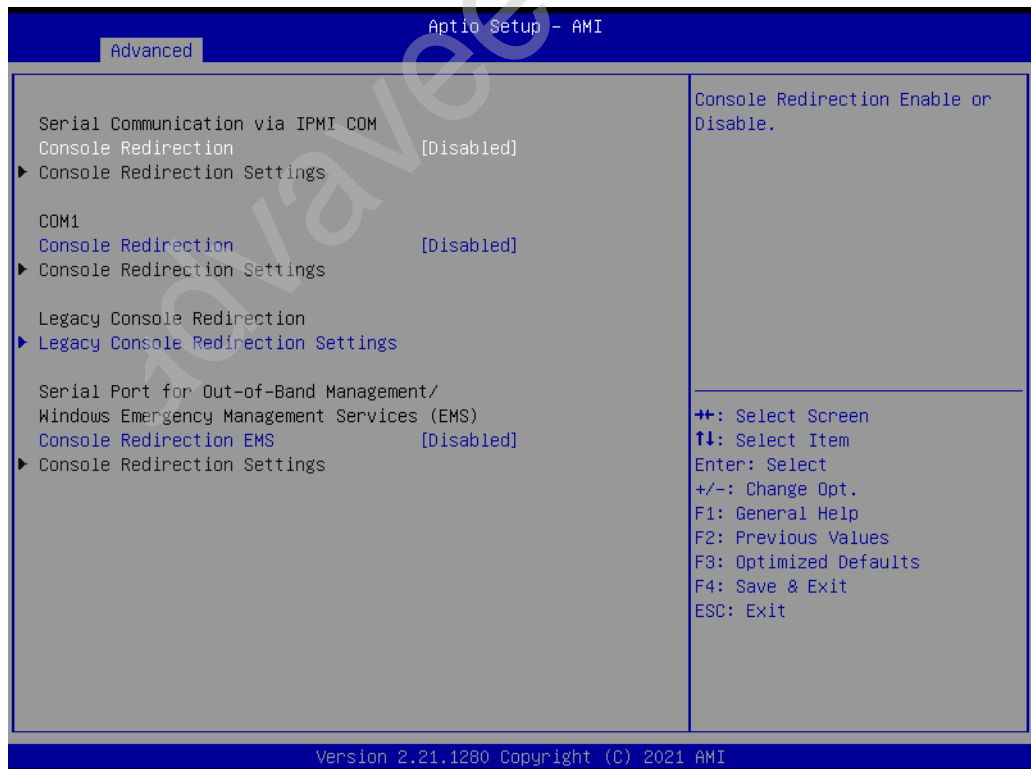 Aptio Setup – AMI
Advanced
Serial Communication via IPMI COM
Console Redirection [Disabled]
▶ Console Redirection Settings
COM1
Console Redirection [Disabled]
▶ Console Redirection Settings
Legacy Console Redirection
▶ Legacy Console Redirection Settings
Serial Port for Out-of-Band Management/
Windows Emergency Management Services (EMS)
Console Redirection EMS [Disabled]
▶ Console Redirection Settings
Console Redirection Enable or
Disable.
→←: Select Screen
↑↓: Select Item
Enter: Select
+/-: Change Opt.
F1: General Help
F2: Previous Values
F3: Optimized Defaults
F4: Save & Exit
ESC: Exit
Version 2.21.1280 Copyright (C) 2021 AMI